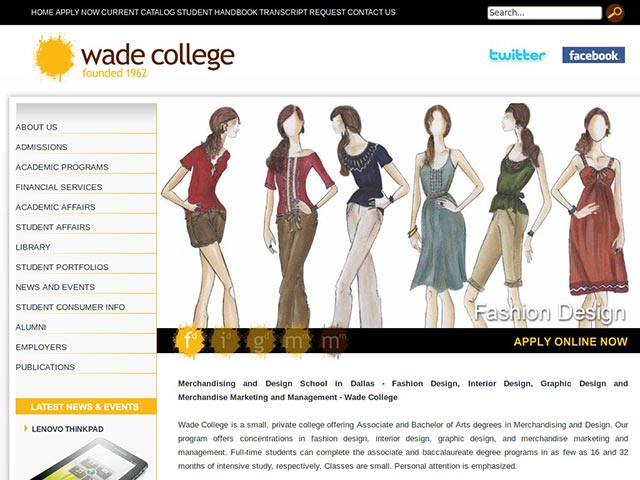 HOME APPLY NOW CURRENT CATALOG STUDENT HANDBOOK TRANSCRIPT REQUEST CONTACT US
Search...
wade college
founded 1962
twitter
facebook
ABOUT US
ADMISSIONS
ACADEMIC PROGRAMS
FINANCIAL SERVICES
ACADEMIC AFFAIRS
STUDENT AFFAIRS
LIBRARY
STUDENT PORTFOLIOS
NEWS AND EVENTS
STUDENT CONSUMER INFO
ALUMNI
EMPLOYERS
PUBLICATIONS
Fashion Design
fd id gd mm mm
APPLY ONLINE NOW
LATEST NEWS & EVENTS
LENOVO THINKPAD
Merchandising and Design School in Dallas - Fashion Design, Interior Design, Graphic Design and
Merchandise Marketing and Management - Wade College
Wade College is a small, private college offering Associate and Bachelor of Arts degrees in Merchandising and Design. Our
program offers concentrations in fashion design, interior design, graphic design, and merchandise marketing and
management. Full-time students can complete the associate and baccalaureate degree programs in as few as 16 and 32
months of intensive study, respectively. Classes are small. Personal attention is emphasized.